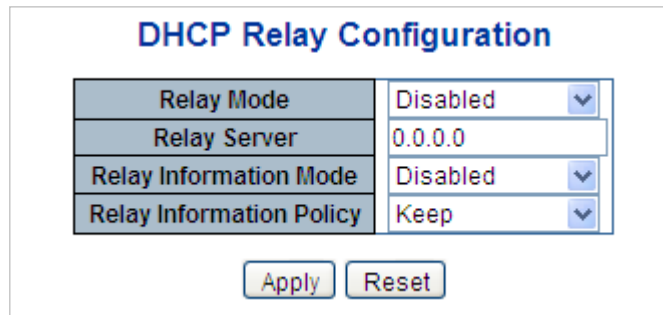 DHCP Relay Configuration
Relay Mode Disabled
Relay Server 0.0.0.0
Relay Information Mode Disabled
Relay Information Policy Keep
Apply Reset